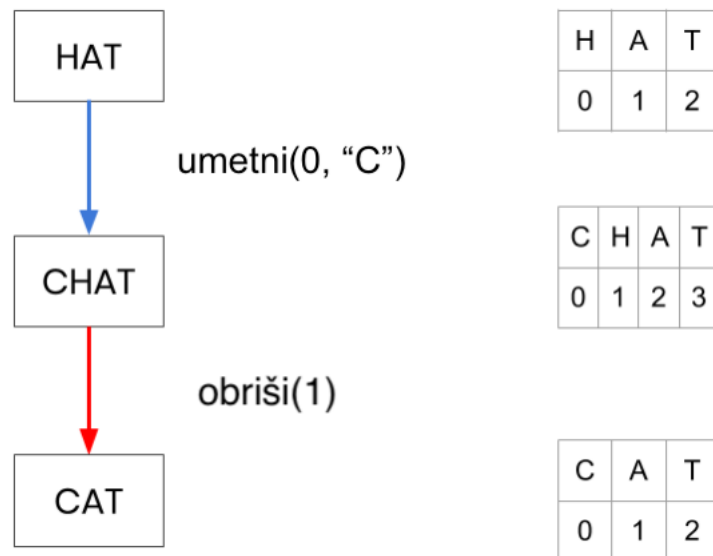 HAT
H A T
0 1 2
umetni(0, “C”)
CHAT
C H A T
0 1 2 3
obriši(1)
CAT
C A T
0 1 2